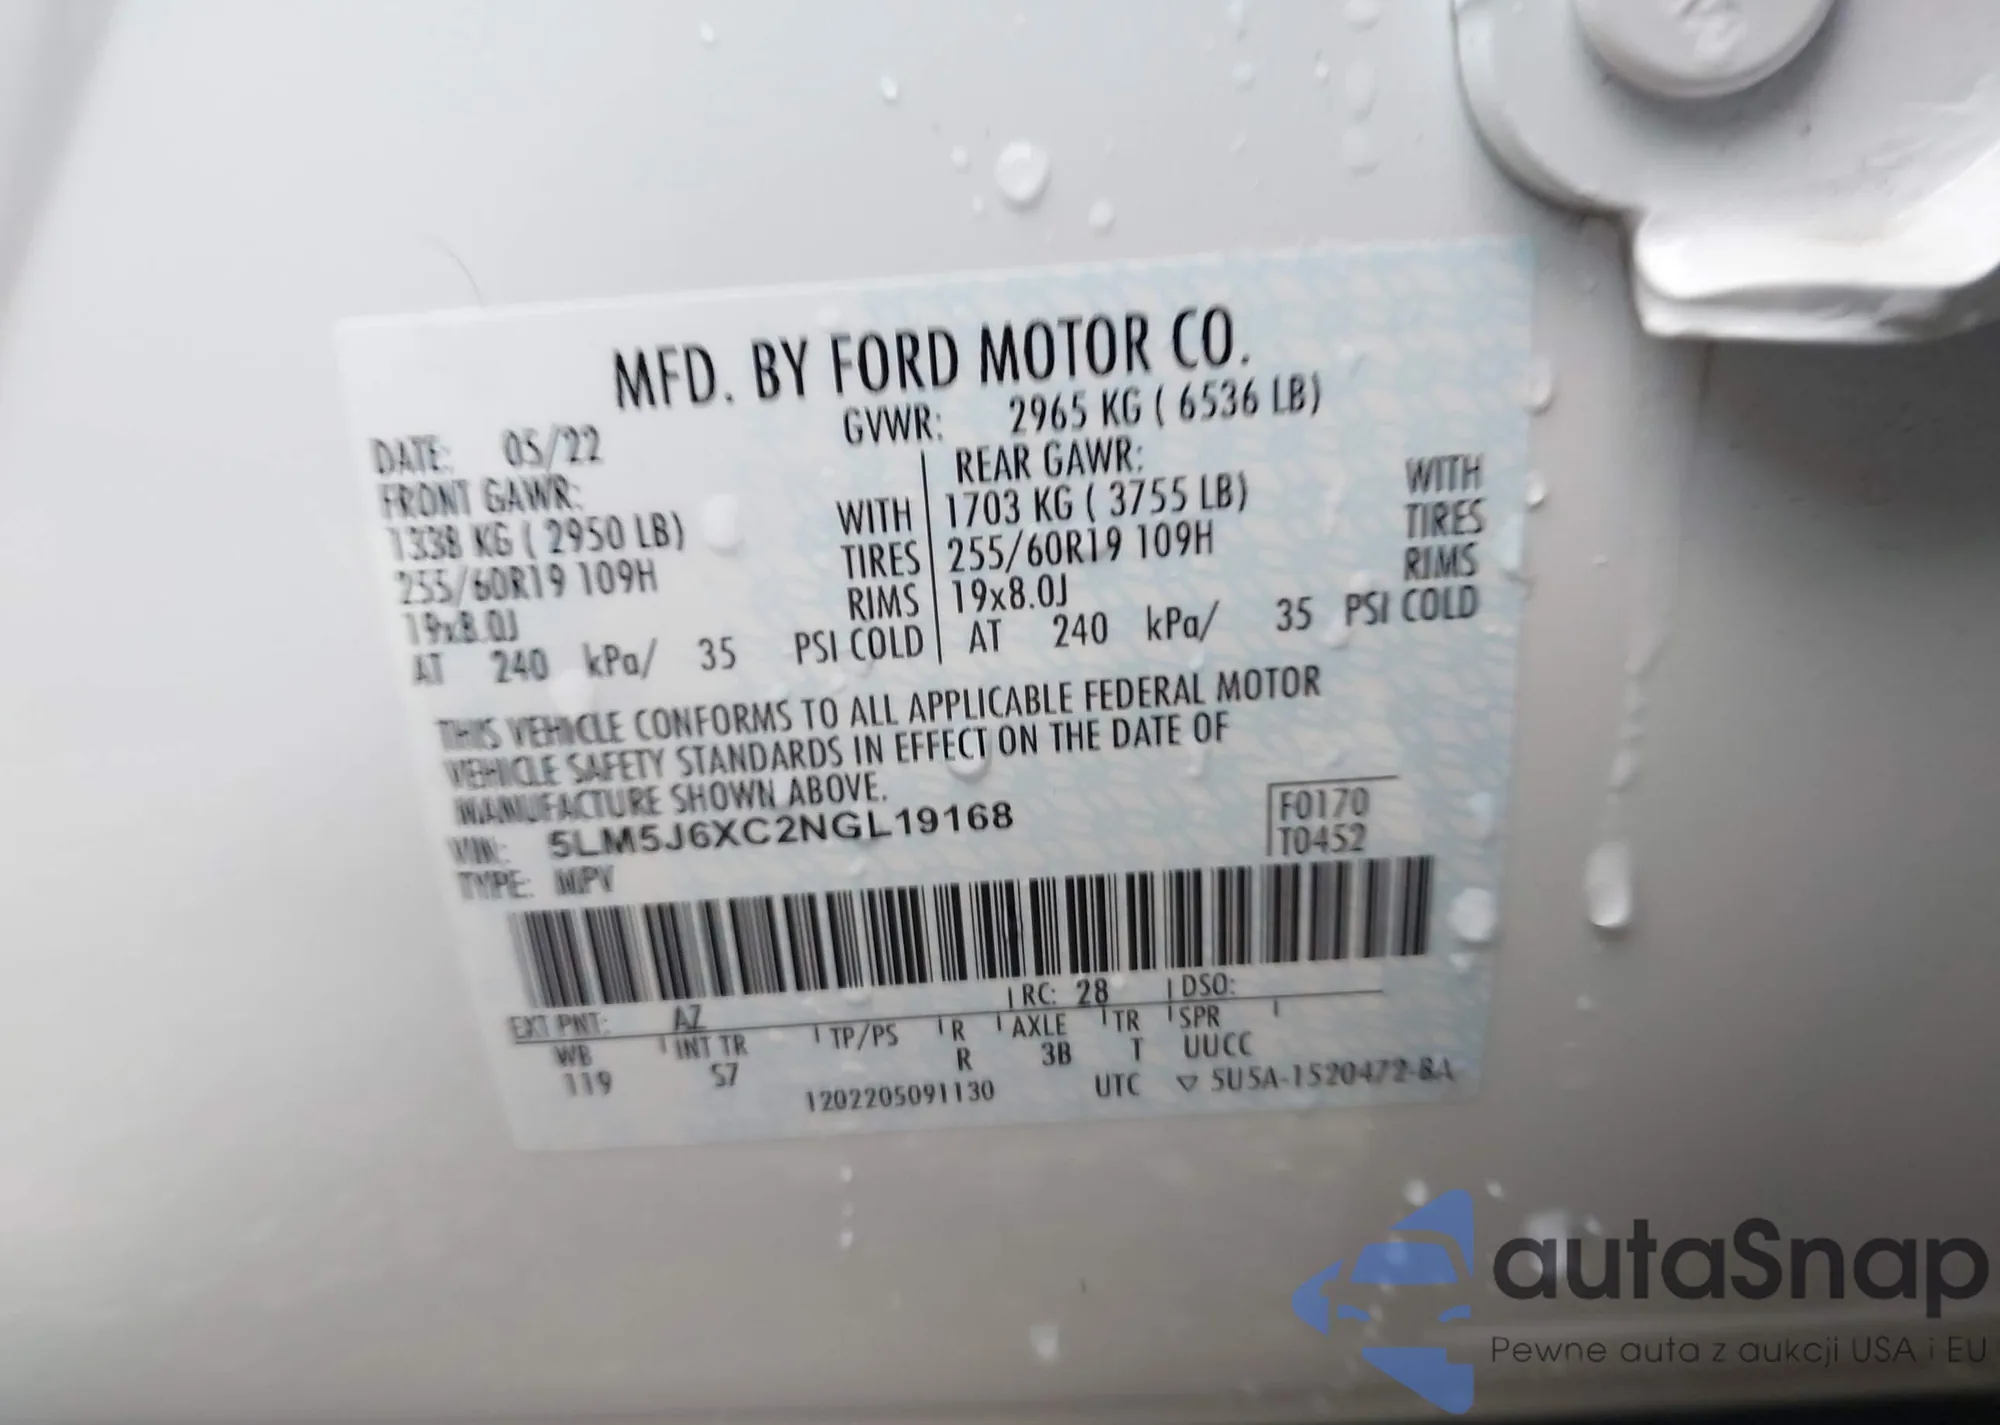 MFD. BY FORD MOTOR CO.
DATE: 05/22 GVWR: 2965 KG ( 6536 LB)
FRONT GAWR: REAR GAWR:
1338 KG ( 2950 LB) WITH 1703 KG ( 3755 LB) WITH
255/60R19 109H TIRES 255/60R19 109H TIRES
19x8.0J RIMS 19x8.0J RIMS
AT 240 kPa/ 35 PSI COLD AT 240 kPa/ 35 PSI COLD
THIS VEHICLE CONFORMS TO ALL APPLICABLE FEDERAL MOTOR
VEHICLE SAFETY STANDARDS IN EFFECT ON THE DATE OF
MANUFACTURE SHOWN ABOVE.
VIN: 5LM5J6XC2NGL19168 F0170
TYPE: MPV T0452
EXT PNT: AZ RC: 28 DSO:
WB INT TR TP/PS R AXLE TR SPR
119 S7 R 3B T UUCC
1202205091130 UTC ▽ 5U5A-1520472-BA
autaSnap
Pewne auta z aukcji USA i EU